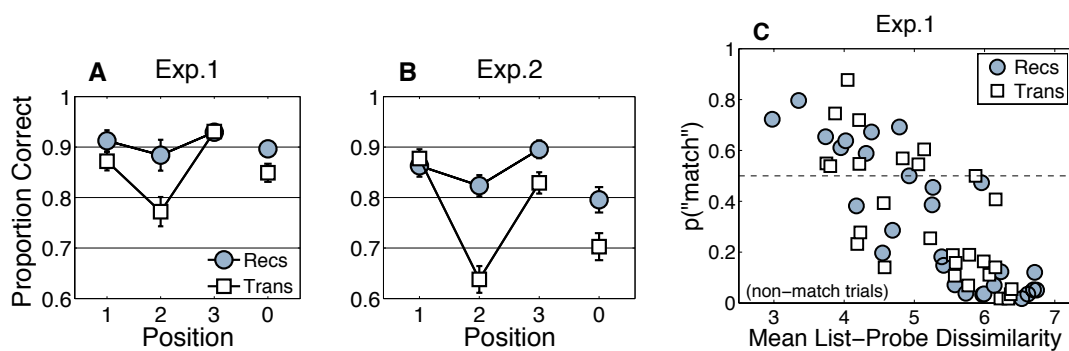 A
Exp.1
Proportion Correct
1
0.9
0.8
0.7
0.6
1 2 3 0
Position
Recs
Trans
B
Exp.2
1
0.9
0.8
0.7
0.6
1 2 3 0
Position
C
Exp.1
p("match")
1
0.8
0.6
0.4
0.2
0
3 4 5 6 7
Mean List−Probe Dissimilarity
Recs
Trans
(non−match trials)